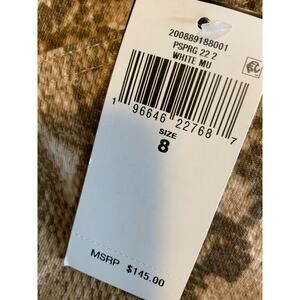 200889188001
PSPRG 22 2
WHITE MU
1 96646 22768 7
SIZE
8
MSRP $145.00